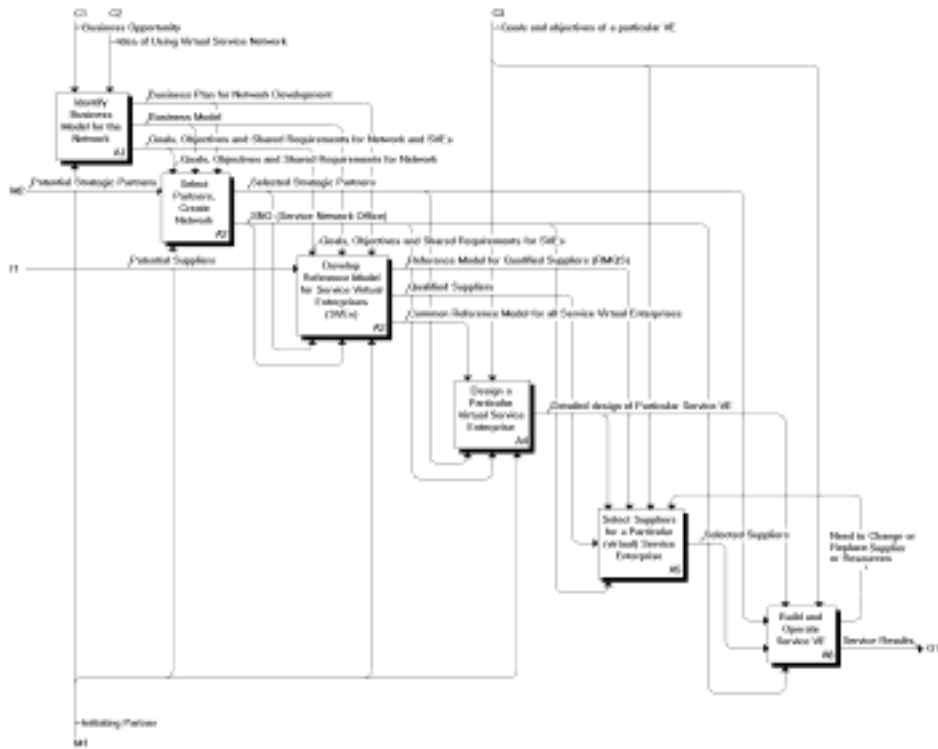 C1 C2
Business Opportunity
Idea of Using Virtual Service Network
Goals and objectives of a particular VE
Identify
Business
Model for the
Network
A1
Business Plan for Network Development
Business Model
Goals, Objectives and Shared Requirements for Network and SVEs
Goals, Objectives and Shared Requirements for Network
Potential Strategic Partners
Select
Partners,
Create
Network
A2
Selected Strategic Partners
SNO (Service Network Office)
Goals, Objectives and Shared Requirements for SVEs
I1
Potential Suppliers
Develop
Reference Model
for Service Virtual
Enterprises
(SVEs)
A3
Reference Model for Qualified Suppliers (RMQS)
Qualified Suppliers
Common Reference Model for all Service Virtual Enterprises
Design a
Particular
Virtual Service
Enterprise
A4
Detailed design of Particular Service VE
Select Suppliers
for a Particular
(Virtual) Service
Enterprise
A5
Selected Suppliers
Need to Change or
Replace Supplier
or Resources
Build and
Operate
Service VE
A6
Service Results
O1
Initiating Partner
M1